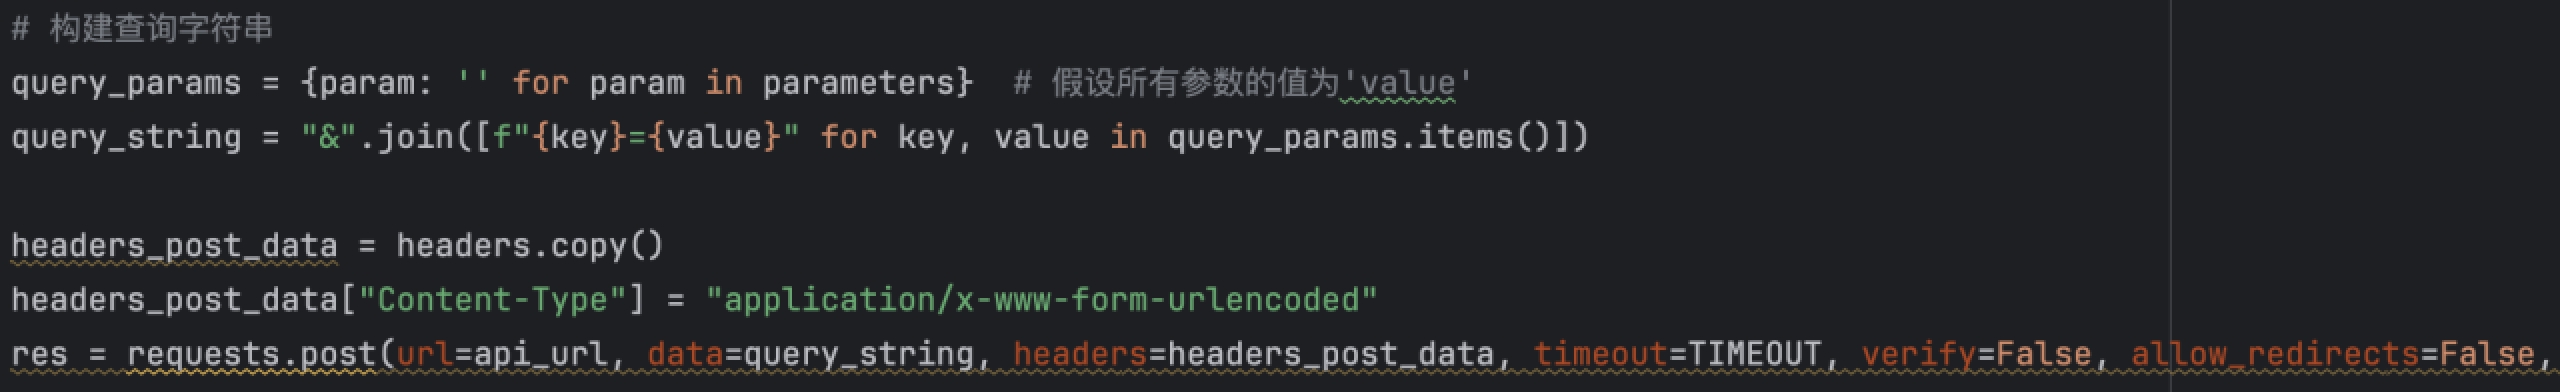 # 构建查询字符串
query_params = {param: '' for param in parameters}  # 假设所有参数的值为'value'
query_string = "&".join([f"{key}={value}" for key, value in query_params.items()])
headers_post_data = headers.copy()
headers_post_data["Content-Type"] = "application/x-www-form-urlencoded"
res = requests.post(url=api_url, data=query_string, headers=headers_post_data, timeout=TIMEOUT, verify=False, allow_redirects=False,